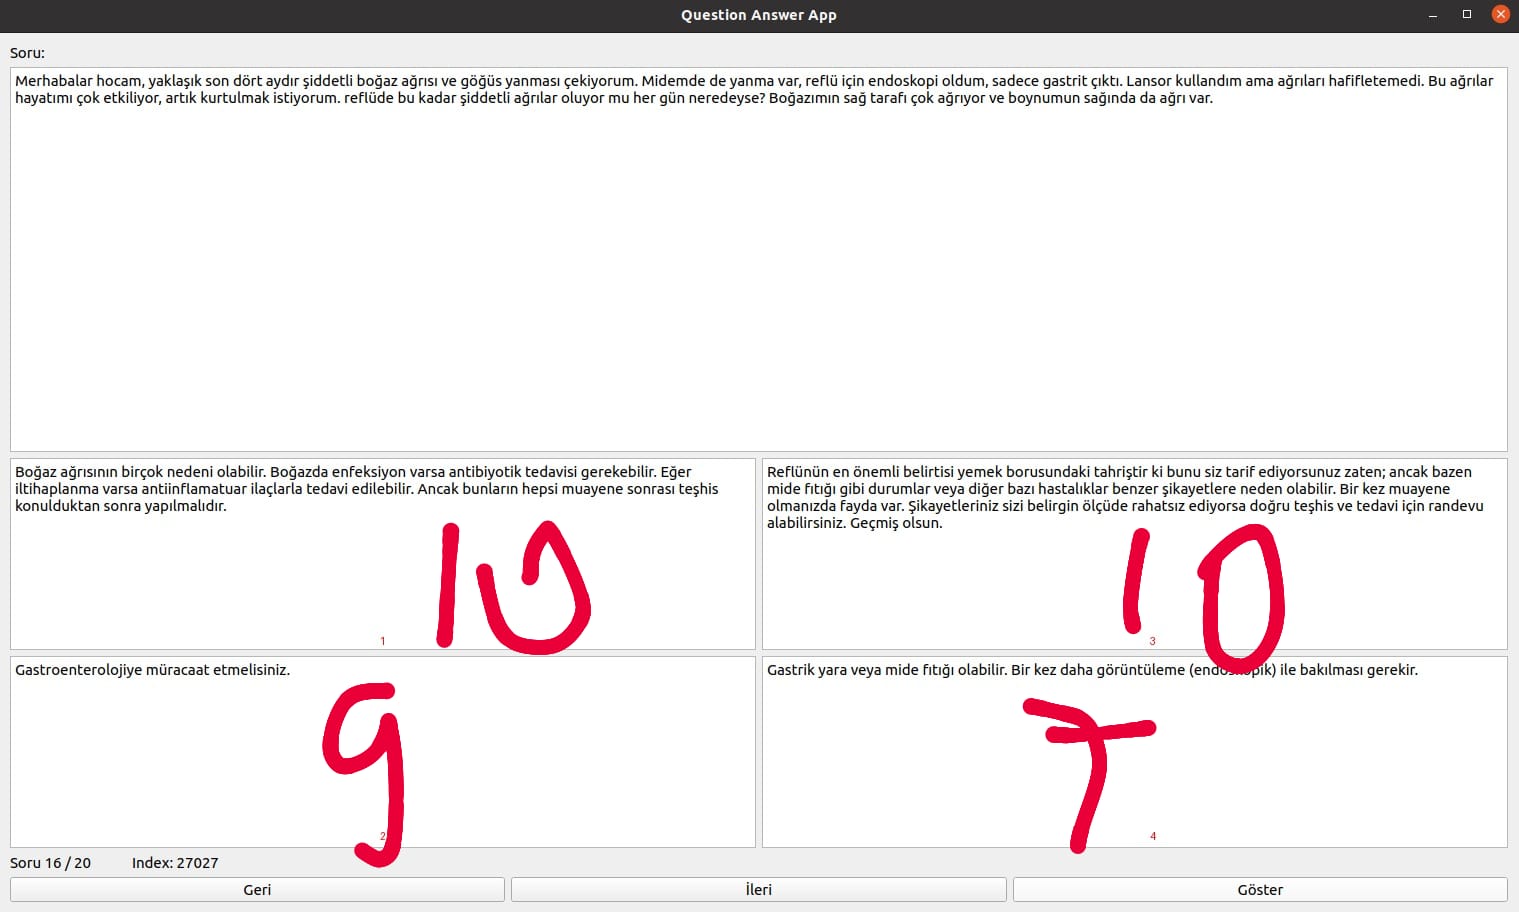 Question Answer App
Soru:
Merhabalar hocam, yaklaşık son dört aydır şiddetli boğaz ağrısı ve göğüs yanması çekiyorum. Midemde de yanma var, reflü için endoskopi oldum, sadece gastrit çıktı. Lansor kullandım ama ağrıları hafifletemedi. Bu ağrılar
hayatımı çok etkiliyor, artık kurtulmak istiyorum. reflüde bu kadar şiddetli ağrılar oluyor mu her gün neredeyse? Boğazımın sağ tarafı çok ağrıyor ve boynumun sağında da ağrı var.
Boğaz ağrısının birçok nedeni olabilir. Boğazda enfeksiyon varsa antibiyotik tedavisi gerekebilir. Eğer
iltihaplanma varsa antiinflamatuar ilaçlarla tedavi edilebilir. Ancak bunların hepsi muayene sonrası teşhis
konulduktan sonra yapılmalıdır.
10
1
Reflünün en önemli belirtisi yemek borusundaki tahriştir ki bunu siz tarif ediyorsunuz zaten; ancak bazen
mide fıtığı gibi durumlar veya diğer bazı hastalıklar benzer şikayetlere neden olabilir. Bir kez muayene
olmanızda fayda var. Şikayetleriniz sizi belirgin ölçüde rahatsız ediyorsa doğru teşhis ve tedavi için randevu
alabilirsiniz. Geçmiş olsun.
10
3
Gastroenterolojiye müracaat etmelisiniz.
9
2
Gastrik yara veya mide fıtığı olabilir. Bir kez daha görüntüleme (endoskopik) ile bakılması gerekir.
7
4
Soru 16 / 20 Index: 27027
Geri İleri Göster